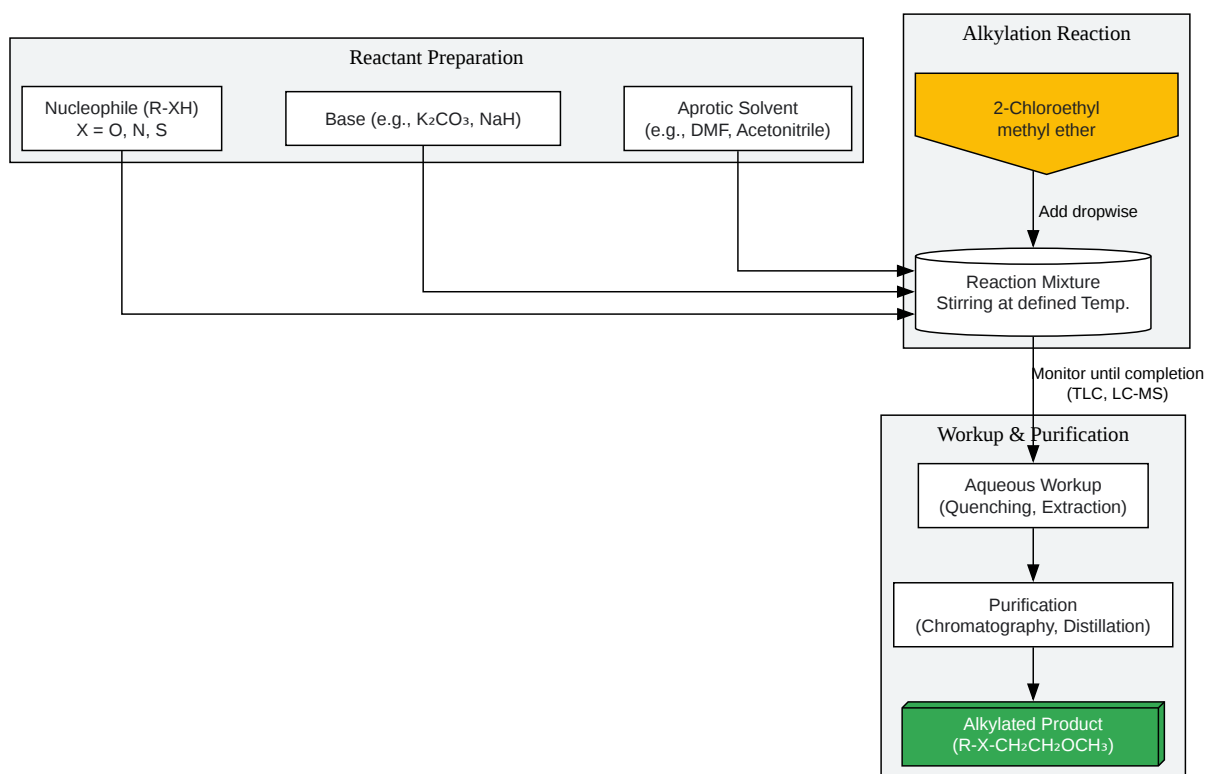 Reactant Preparation
Nucleophile (R-XH)
X = O, N, S
Base (e.g., K₂CO₃, NaH)
Aprotic Solvent
(e.g., DMF, Acetonitrile)
Alkylation Reaction
2-Chloroethyl
methyl ether
Add dropwise
Reaction Mixture
Stirring at defined Temp.
Monitor until completion
(TLC, LC-MS)
Workup & Purification
Aqueous Workup
(Quenching, Extraction)
Purification
(Chromatography, Distillation)
Alkylated Product
(R-X-CH₂CH₂OCH₃)